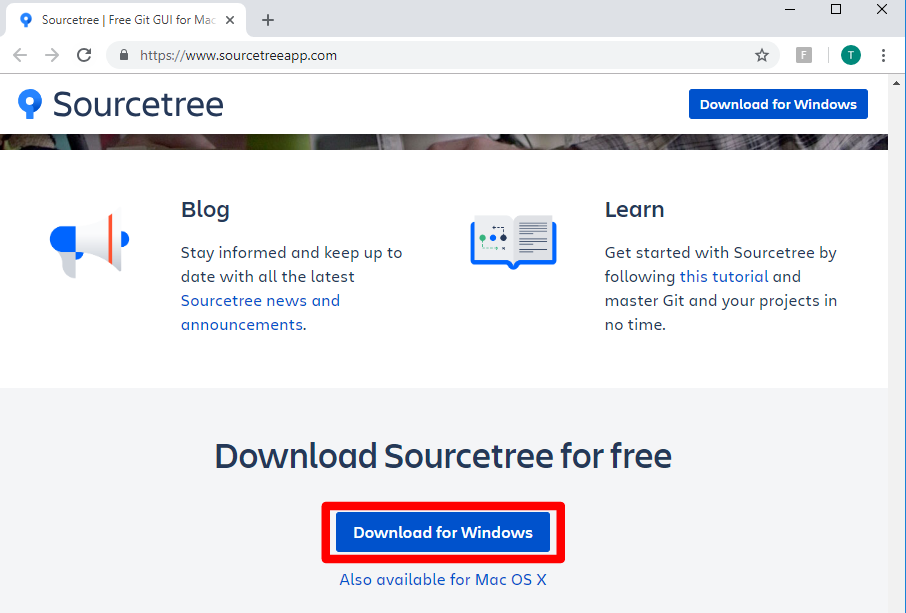 Sourcetree | Free Git GUI for Mac
https://www.sourcetreeapp.com
F
T
Sourcetree
Download for Windows
Blog
Stay informed and keep up to
date with all the latest
Sourcetree news and
announcements.
Learn
Get started with Sourcetree by
following this tutorial and
master Git and your projects in
no time.
Download Sourcetree for free
Download for Windows
Also available for Mac OS X